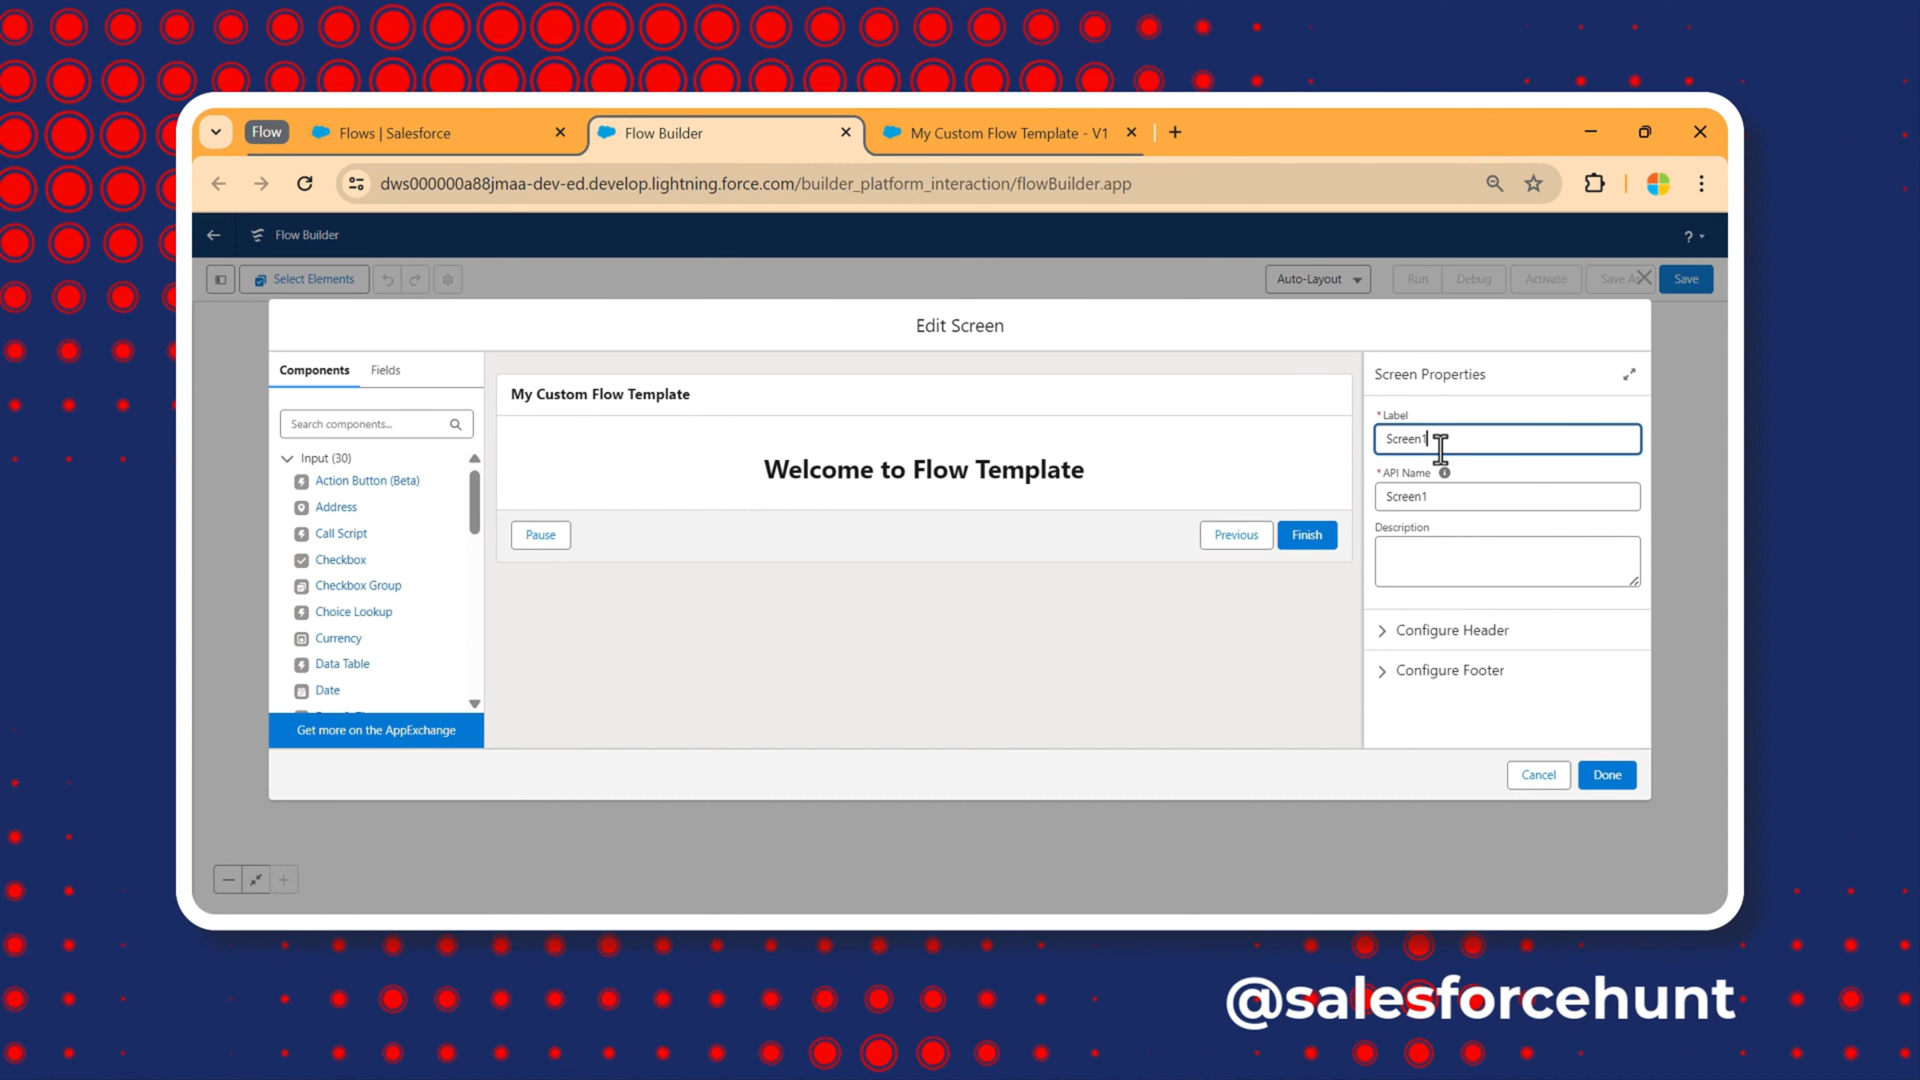 Flow
Flows | Salesforce
Flow Builder
My Custom Flow Template - V1
dws000000a88jmaa-dev-ed.develop.lightning.force.com/builder_platform_interaction/flowBuilder.app
Flow Builder
?
Select Elements
Auto-Layout
Run
Debug
Activate
Save A
Save
Edit Screen
Components
Fields
Search components...
Input (30)
Action Button (Beta)
Address
Call Script
Checkbox
Checkbox Group
Choice Lookup
Currency
Data Table
Date
Get more on the AppExchange
My Custom Flow Template
Welcome to Flow Template
Pause
Previous
Finish
Screen Properties
* Label
Screen1
* API Name
Screen1
Description
Configure Header
Configure Footer
Cancel
Done
@salesforcehunt